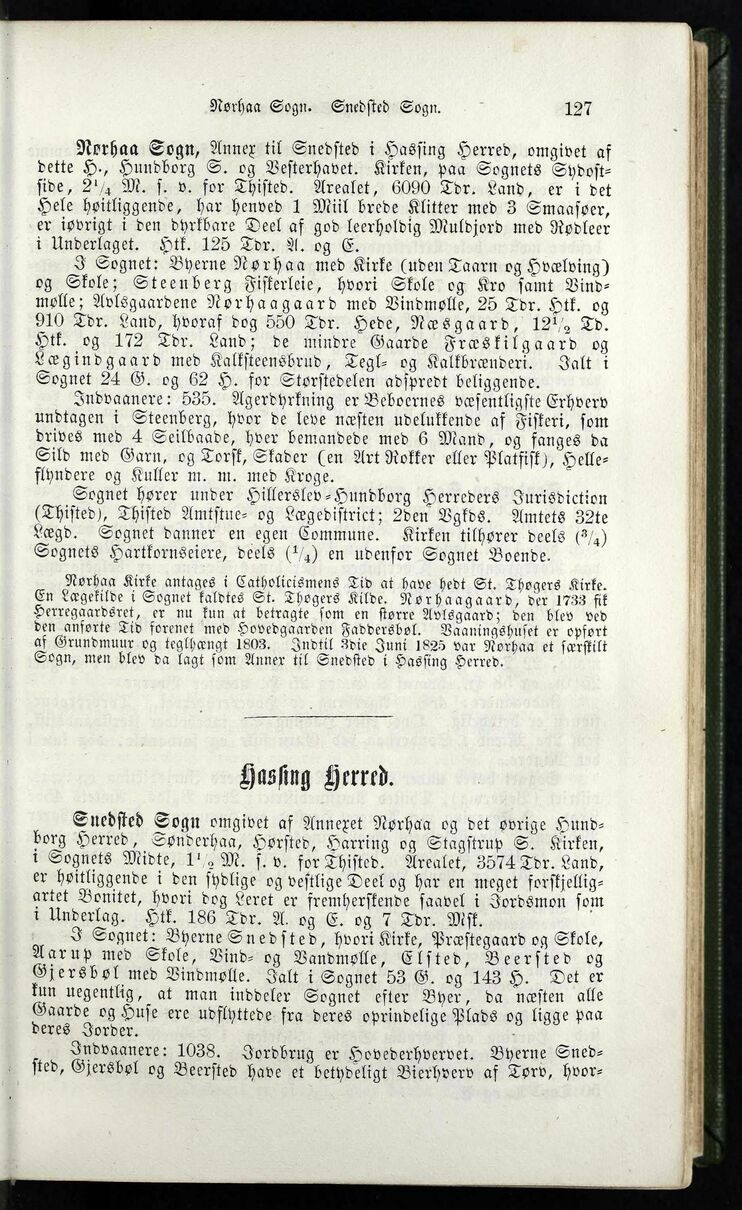 Nørhaa Sogn. Snedsted Sogn. 127
Nørhaa Sogn, Annex til Snedsted i Hassing Herred, omgivet af
dette H., Hundborg S. og Vesterhavet. Kirken, paa Sognets Sydost-
side, 2¹/₄ M. s. v. for Thisted. Arealet, 6090 Tdr. Land, er i det
Hele høitliggende, har henved 1 Miil brede Klitter med 3 Smaasøer,
er iøvrigt i den dyrkbare Deel af god leerholdig Muldjord med Rødleer
i Underlaget. Htk. 125 Tdr. A. og E.
I Sognet: Byerne Nørhaa med Kirke (uden Taarn og Hvælving)
og Skole; Steenberg Fiskerleie, hvori Skole og Kro samt Vind-
mølle; Avlsgaardene Nørhaagaard med Vindmølle, 25 Tdr. Htk. og
910 Tdr. Land, hvoraf dog 550 Tdr. Hede, Næsgaard, 12¹/₂ Td.
Htk. og 172 Tdr. Land; de mindre Gaarde Fræskilgaard og
Lægindgaard med Kalksteensbrud, Tegl- og Kalkbrænderi. Ialt i
Sognet 24 G. og 62 H. for Størstedelen adspredt beliggende.
Indvaanere: 535. Agerdyrkning er Beboernes væsentligste Erhverv
undtagen i Steenberg, hvor de leve næsten udelukkende af Fiskeri, som
drives med 4 Seilbaade, hver bemandede med 6 Mand, og fanges da
Sild med Garn, og Torsk, Skader (en Art Rokker eller Platfisk), Helle-
flyndere og Kuller m. m. med Kroge.
Sognet hører under Hillerslev-Hundborg Herreders Jurisdiction
(Thisted), Thisted Amtstue- og Lægedistrict; 2den Vgfds. Amtets 32te
Lægd. Sognet danner en egen Commune. Kirken tilhører deels (³/₄)
Sognets Hartkornseiere, deels (¹/₄) en udenfor Sognet Boende.
Nørhaa Kirke antages i Catholicismens Tid at have hedt St. Thøgers Kirke.
En Lægekilde i Sognet kaldtes St. Thøgers Kilde. Nørhaagaard, der 1733 fik
Herregaardsret, er nu kun at betragte som en større Avlsgaard; den blev ved
den anførte Tid forenet med Hovedgaarden Faddersbøl. Vaaningshuset er opført
af Grundmuur og teglhængt 1803. Indtil 3die Juni 1825 var Nørhaa et særskilt
Sogn, men blev da lagt som Annex til Snedsted i Hassing Herred.
Hassing Herred.
Snedsted Sogn omgivet af Annexet Nørhaa og det øvrige Hund-
borg Herred, Sønderhaa, Hørsted, Harring og Stagstrup S. Kirken,
i Sognets Midte, 1¹/₂ M. s. v. for Thisted. Arealet, 3574 Tdr. Land,
er høitliggende i den sydlige og vestlige Deel og har en meget forskjellig-
artet Bonitet, hvori dog Leret er fremherskende saavel i Jordsmon som
i Underlag. Htk. 186 Tdr. A. og E. og 7 Tdr. Msk.
I Sognet: Byerne Snedsted, hvori Kirke, Præstegaard og Skole,
Aarup med Skole, Vind- og Vandmølle, Elsted, Beersted og
Gjersbøl med Vindmølle. Ialt i Sognet 53 G. og 143 H. Det er
kun uegentlig, at man inddeler Sognet efter Byer, da næsten alle
Gaarde og Huse ere udflyttede fra deres oprindelige Plads og ligge paa
deres Jorder.
Indvaanere: 1038. Jordbrug er Hovederhvervet. Byerne Sned-
sted, Gjersbøl og Beersted have et betydeligt Bierhverv af Tørv, hvor-